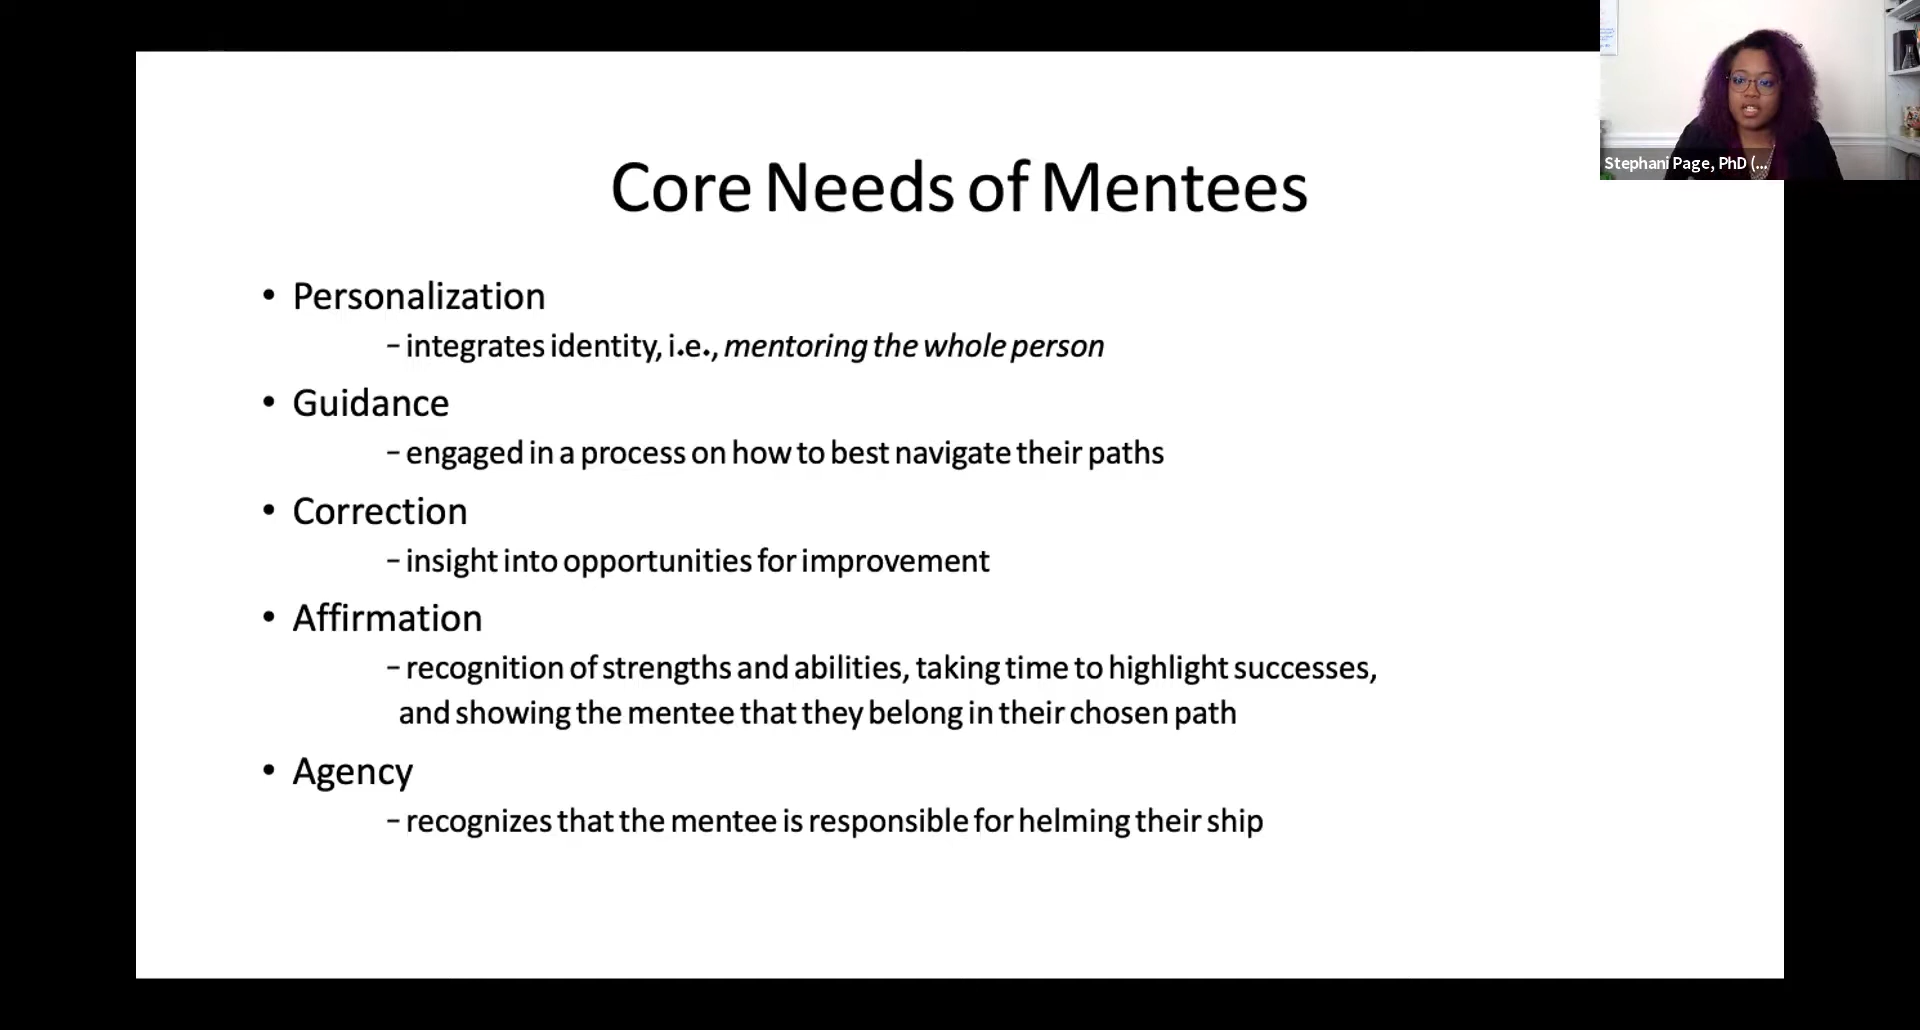 Core Needs of Mentees
• Personalization
– integrates identity, i.e., mentoring the whole person
• Guidance
– engaged in a process on how to best navigate their paths
• Correction
– insight into opportunities for improvement
• Affirmation
– recognition of strengths and abilities, taking time to highlight successes,
and showing the mentee that they belong in their chosen path
• Agency
– recognizes that the mentee is responsible for helming their ship
Stephani Page, PhD (...